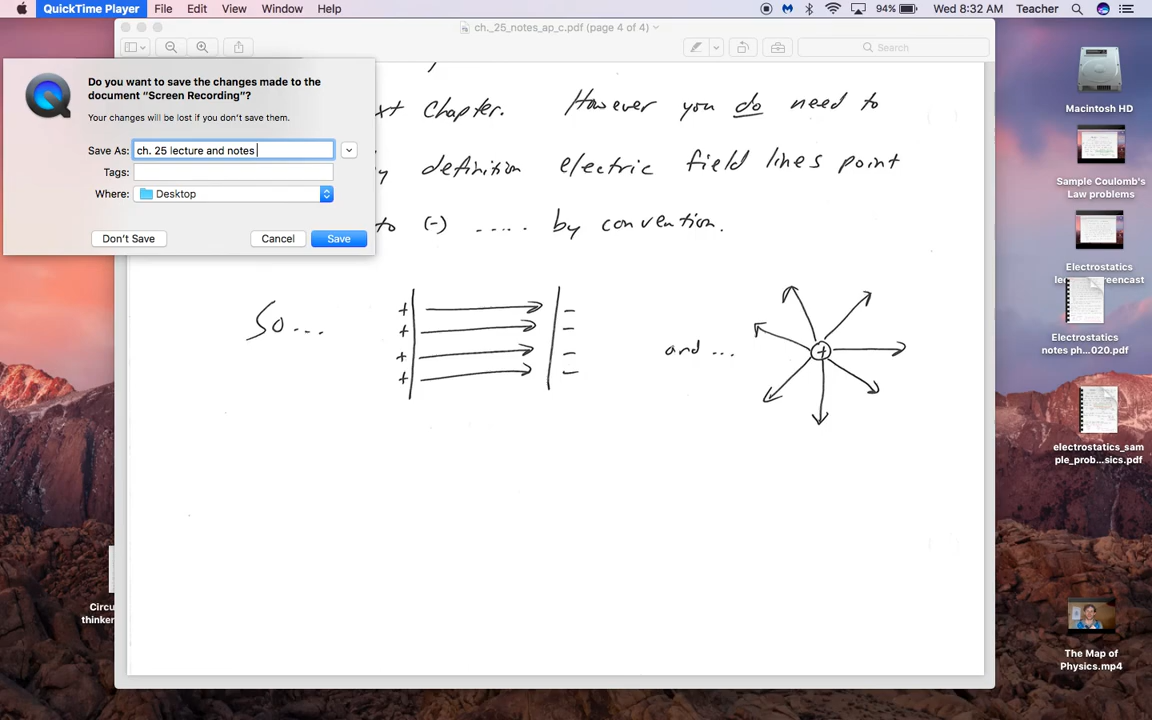 QuickTime Player File Edit View Window Help 94% Wed 8:32 AM Teacher
ch._25_notes_ap_c.pdf (page 4 of 4)
Search
Do you want to save the changes made to the
document “Screen Recording”?
Your changes will be lost if you don’t save them.
Save As: ch. 25 lecture and notes
Tags:
Where: Desktop
Don’t Save Cancel Save
Chapter. However you do need to
definition electric field lines point
to (-) ..... by convention.
So...
+ -
+ -
+ -
+ -
and ...
+
Macintosh HD
Sample Coulomb's
Law problems
Electrostatics
Electrostatics
notes ph...020.pdf
electrostatics_sam
ple_prob...sics.pdf
The Map of
Physics.mp4
Circu
thinker